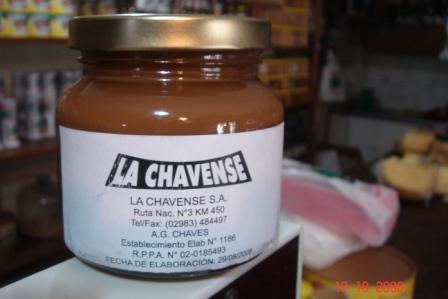 LA CHAVENSE
LA CHAVENSE S.A.
Ruta Nac. N°3 KM 450
Tel/Fax: (02983) 484497
A.G. CHAVES
Establecimiento Elab N° 1186
R.P.P.A. N° 02-0185493
FECHA DE ELABORACION: 29/08/2008